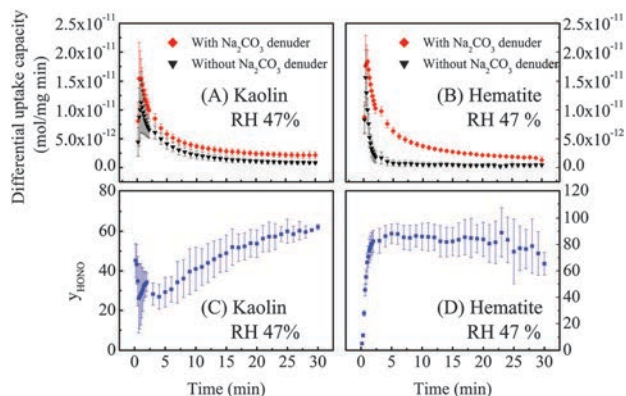 Differential uptake capacity
(mol/mg min)
2.5x10⁻¹¹
2.0x10⁻¹¹
1.5x10⁻¹¹
1.0x10⁻¹¹
5.0x10⁻¹²
0.0
With Na₂CO₃ denuder
Without Na₂CO₃ denuder
(A) Kaolin
RH 47%
With Na₂CO₃ denuder
Without Na₂CO₃ denuder
(B) Hematite
RH 47 %
2.5x10⁻¹¹
2.0x10⁻¹¹
1.5x10⁻¹¹
1.0x10⁻¹¹
5.0x10⁻¹²
0.0
y_HONO
80
60
40
20
0
(C) Kaolin
RH 47%
(D) Hematite
RH 47 %
120
100
80
60
40
20
0
0 5 10 15 20 25 30
0 5 10 15 20 25 30
Time (min)
Time (min)